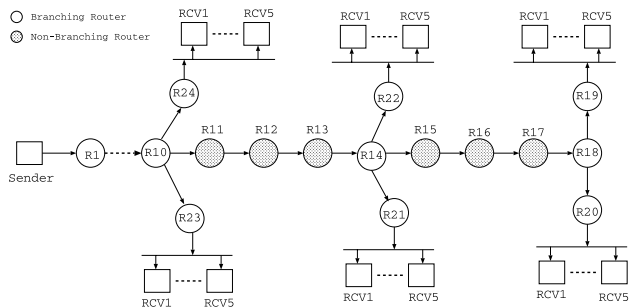 Branching Router
Non-Branching Router
RCV1 RCV5
RCV1 RCV5
RCV1 RCV5
R24
R22
R19
R11 R12 R13
R15 R16 R17
Sender
R1
R10
R14
R18
R23
R21
R20
RCV1 RCV5
RCV1 RCV5
RCV1 RCV5